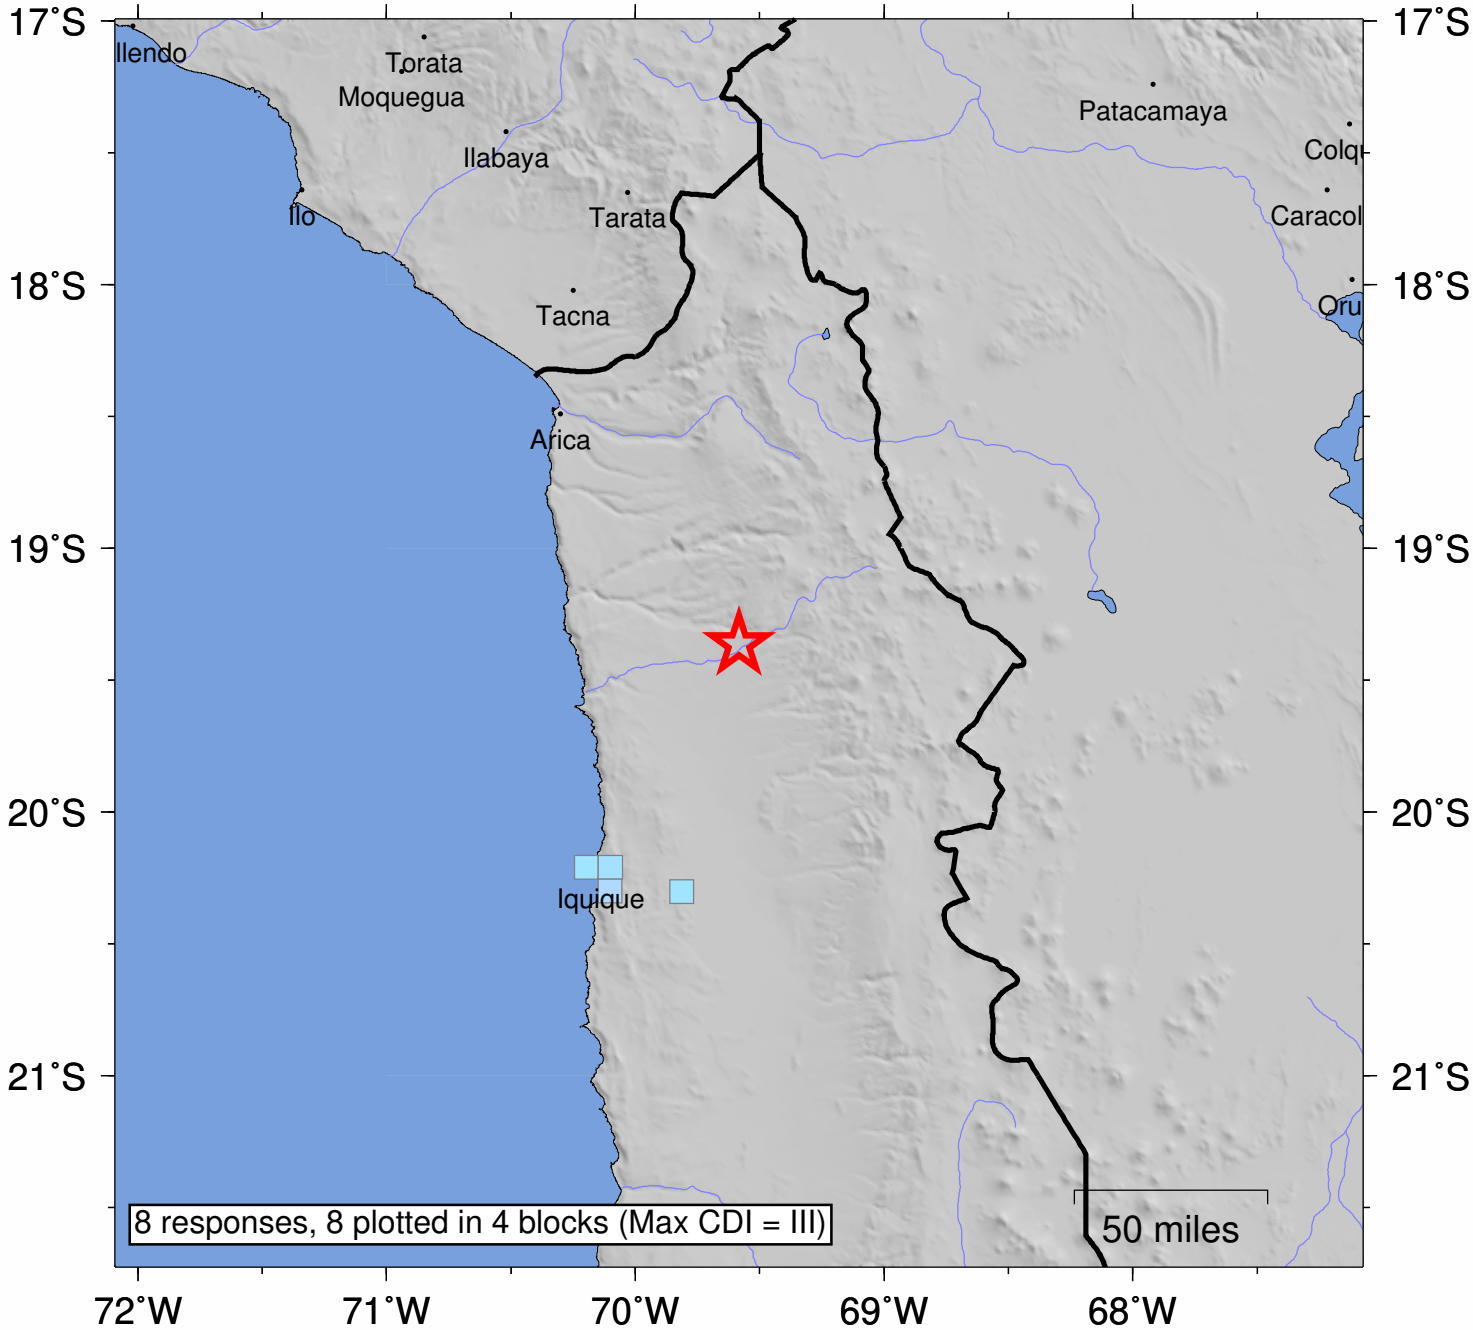 17°S
17°S
llendo
Torata
Moquegua
Patacamaya
Ilabaya
Colqu
Ilo
Tarata
Caracol
18°S
18°S
Tacna
Oru
Arica
19°S
19°S
20°S
20°S
Iquique
21°S
21°S
8 responses, 8 plotted in 4 blocks (Max CDI = III)
50 miles
72°W
71°W
70°W
69°W
68°W